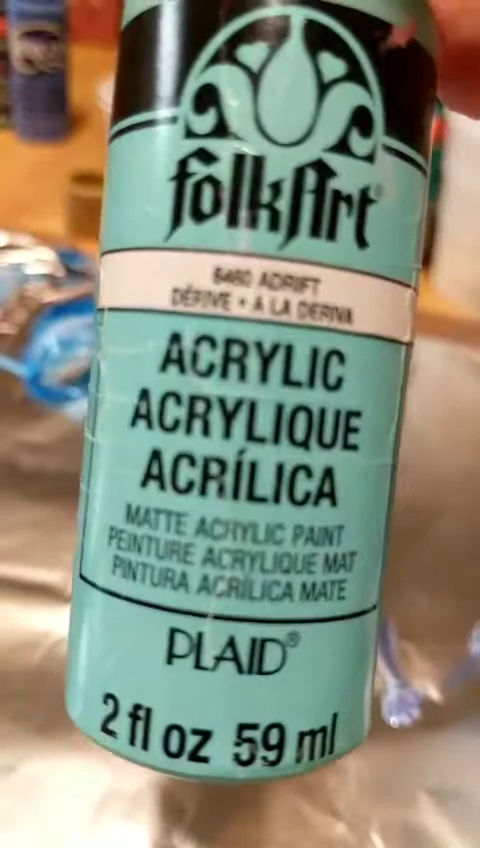 folkArt®
6460 ADRIFT
DÉRIVE • A LA DERIVA
ACRYLIC
ACRYLIQUE
ACRÍLICA
MATTE ACRYLIC PAINT
PEINTURE ACRYLIQUE MAT
PINTURA ACRÍLICA MATE
PLAID®
2 fl oz 59 ml